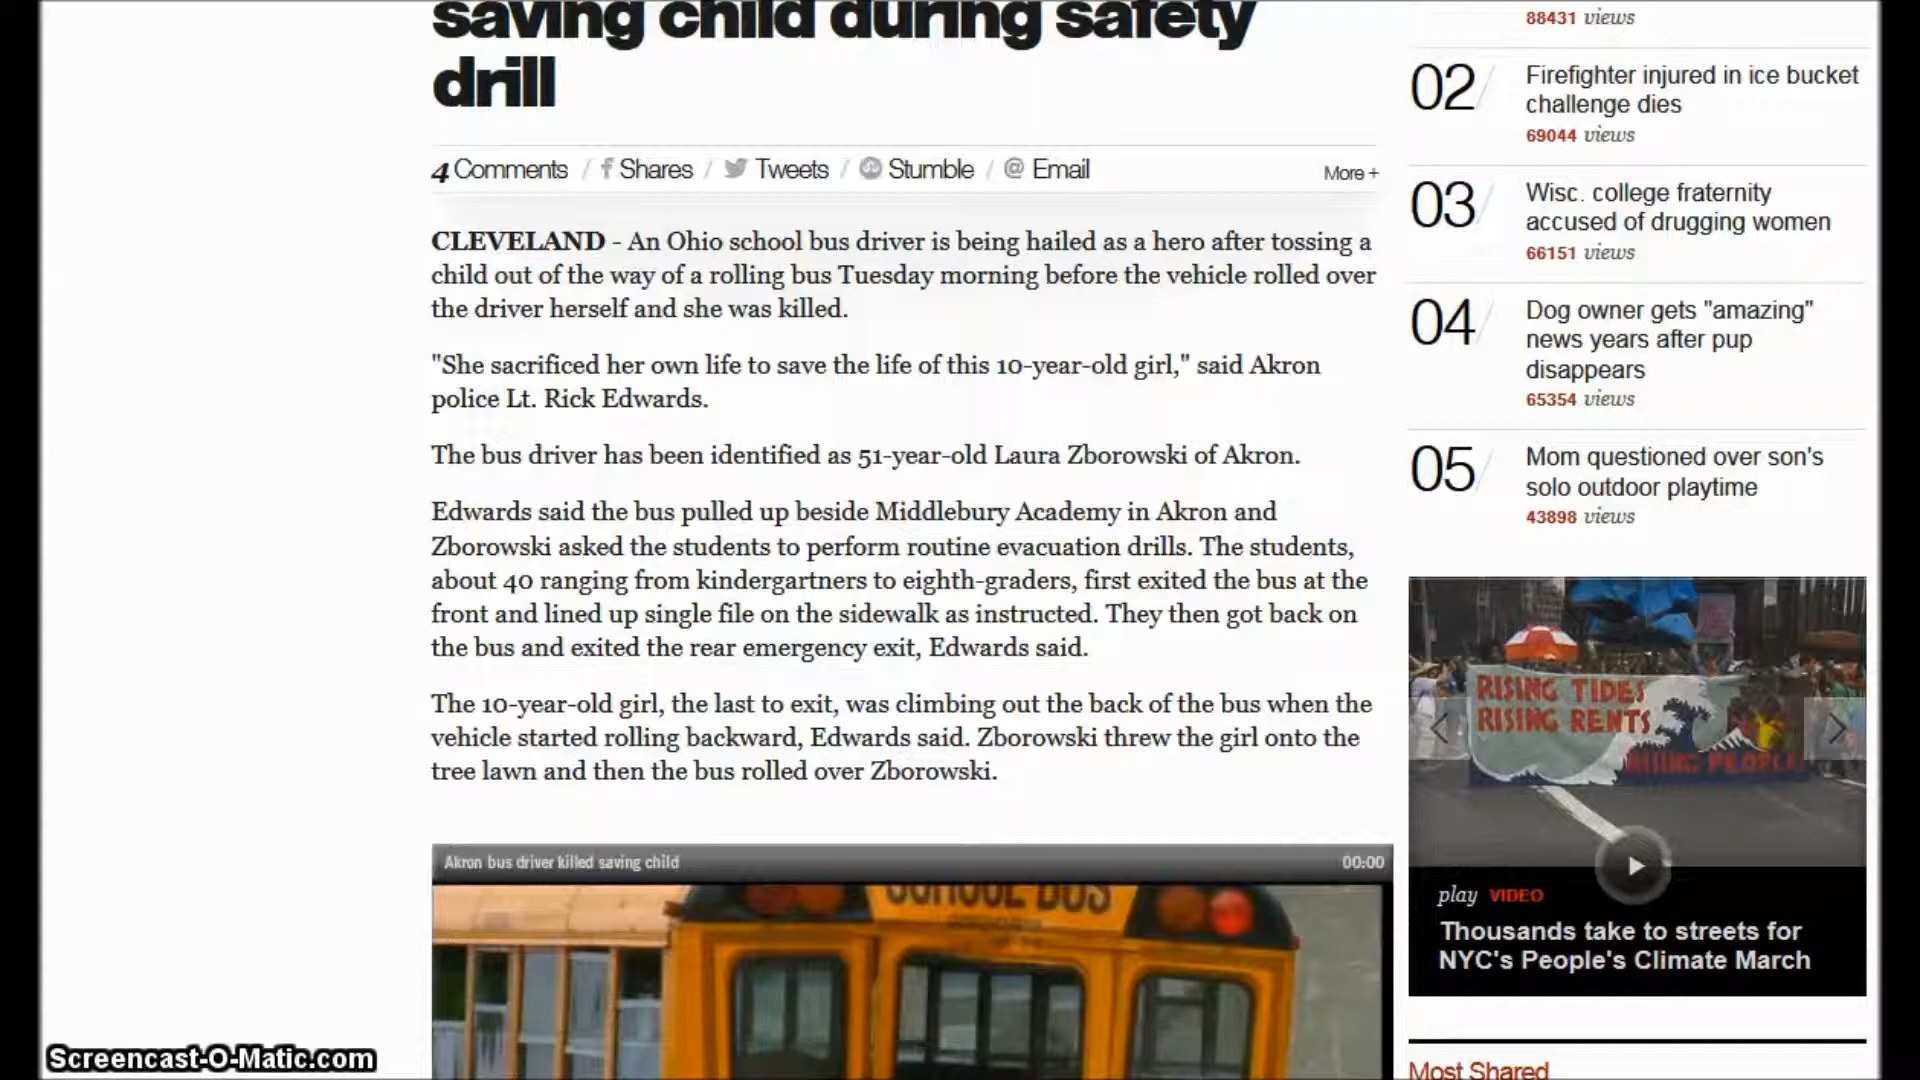 saving child during safety
drill
4 Comments / Shares / Tweets / Stumble / @ Email
More +
CLEVELAND - An Ohio school bus driver is being hailed as a hero after tossing a
child out of the way of a rolling bus Tuesday morning before the vehicle rolled over
the driver herself and she was killed.
"She sacrificed her own life to save the life of this 10-year-old girl," said Akron
police Lt. Rick Edwards.
The bus driver has been identified as 51-year-old Laura Zborowski of Akron.
Edwards said the bus pulled up beside Middlebury Academy in Akron and
Zborowski asked the students to perform routine evacuation drills. The students,
about 40 ranging from kindergartners to eighth-graders, first exited the bus at the
front and lined up single file on the sidewalk as instructed. They then got back on
the bus and exited the rear emergency exit, Edwards said.
The 10-year-old girl, the last to exit, was climbing out the back of the bus when the
vehicle started rolling backward, Edwards said. Zborowski threw the girl onto the
tree lawn and then the bus rolled over Zborowski.
Akron bus driver killed saving child
00:00
SCHOOL BUS
88431 views
02/
Firefighter injured in ice bucket
challenge dies
69044 views
03/
Wisc. college fraternity
accused of drugging women
66151 views
04/
Dog owner gets "amazing"
news years after pup
disappears
65354 views
05/
Mom questioned over son's
solo outdoor playtime
43898 views
RISING TIDES
RISING RENTS
RISING PEOPLE
play VIDEO
Thousands take to streets for
NYC's People's Climate March
Most Shared
Screencast-O-Matic.com